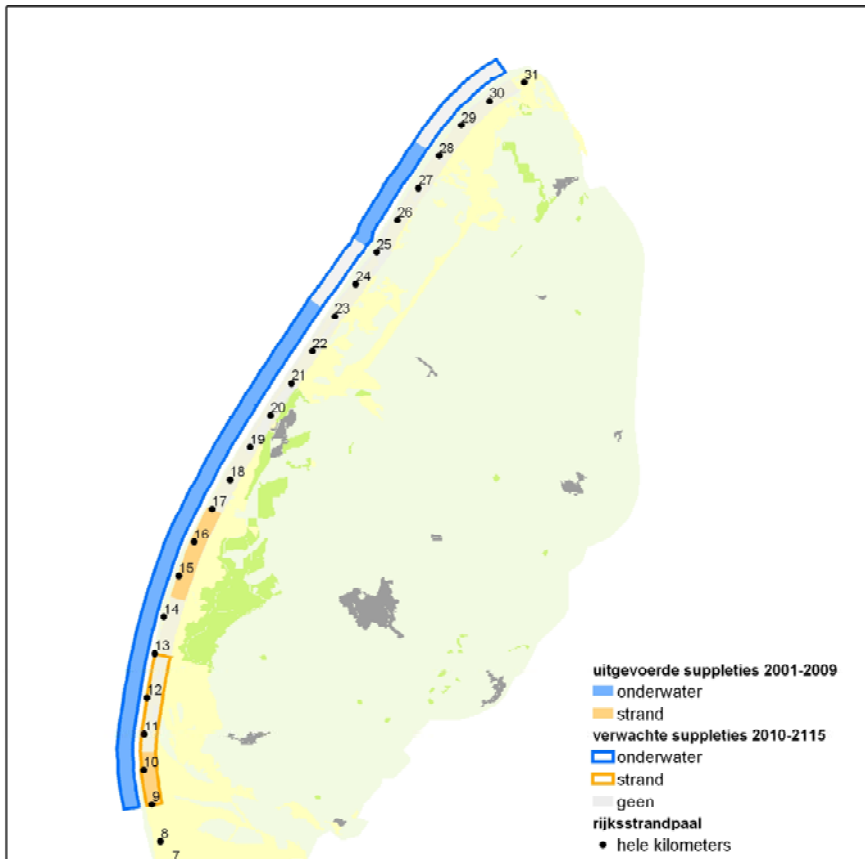 31
30
29
28
27
26
25
24
23
22
21
20
19
18
17
16
15
14
13
12
11
10
9
8
7
uitgevoerde suppleties 2001-2009
onderwater
strand
verwachte suppleties 2010-2115
onderwater
strand
geen
rijksstrandpaal
hele kilometers